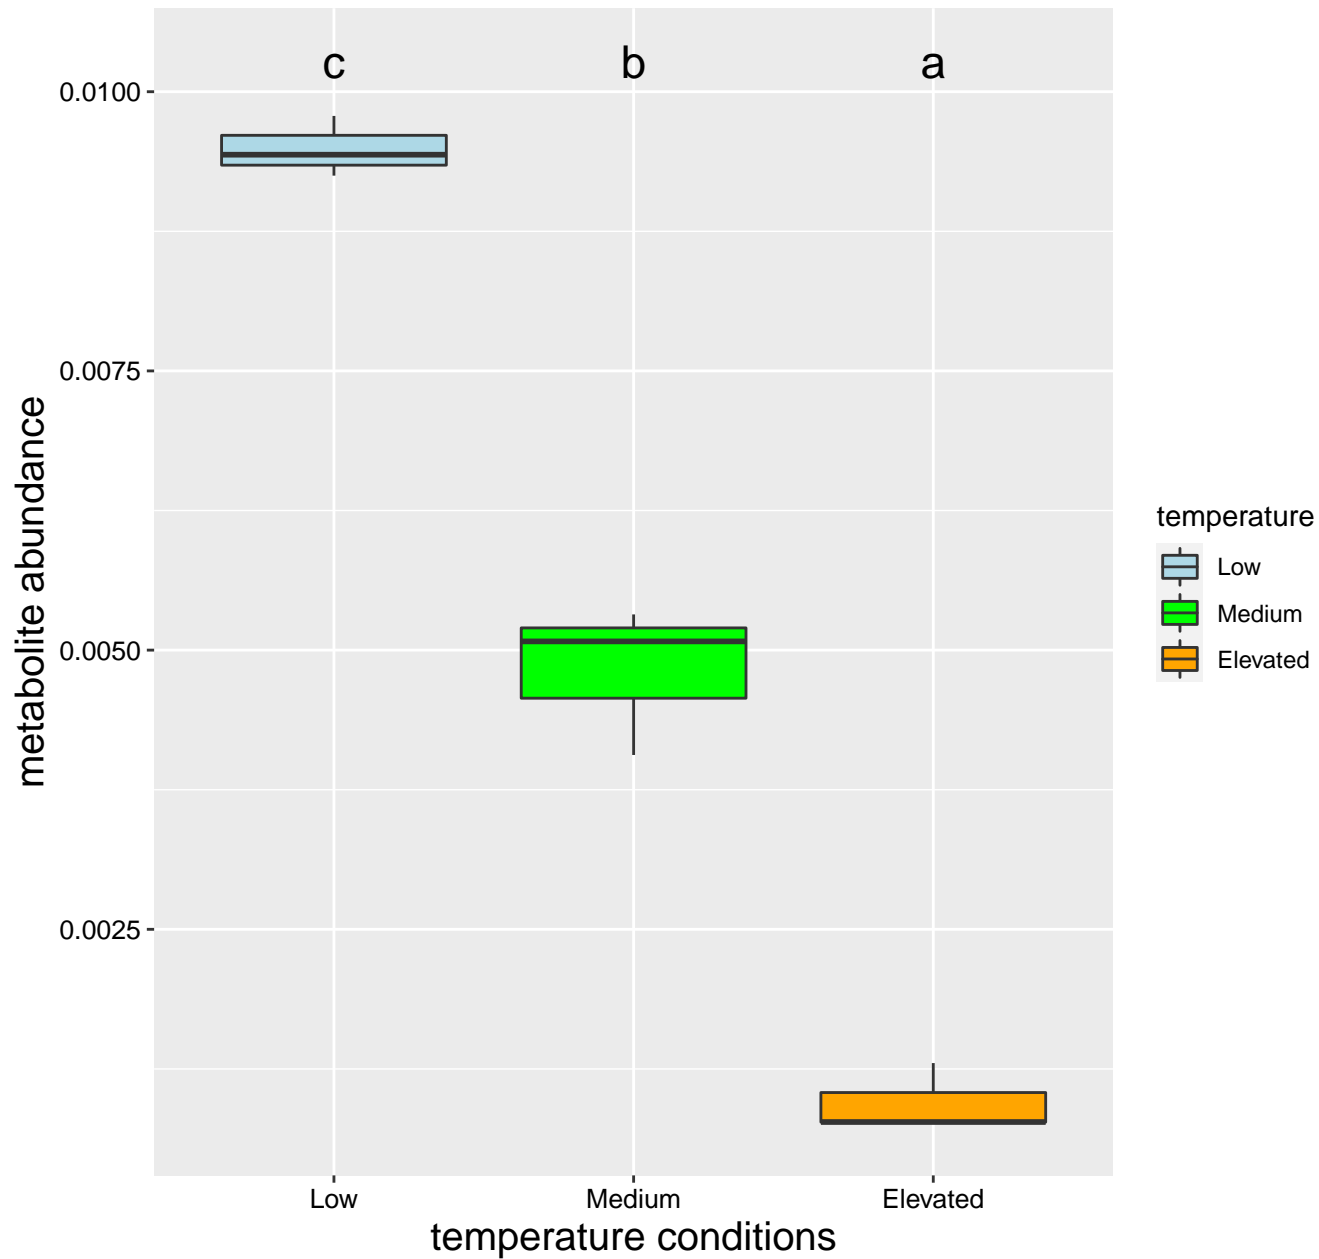 c b a
0.0100
0.0075
0.0050
0.0025
metabolite abundance
Low Medium Elevated
temperature conditions
temperature
Low
Medium
Elevated